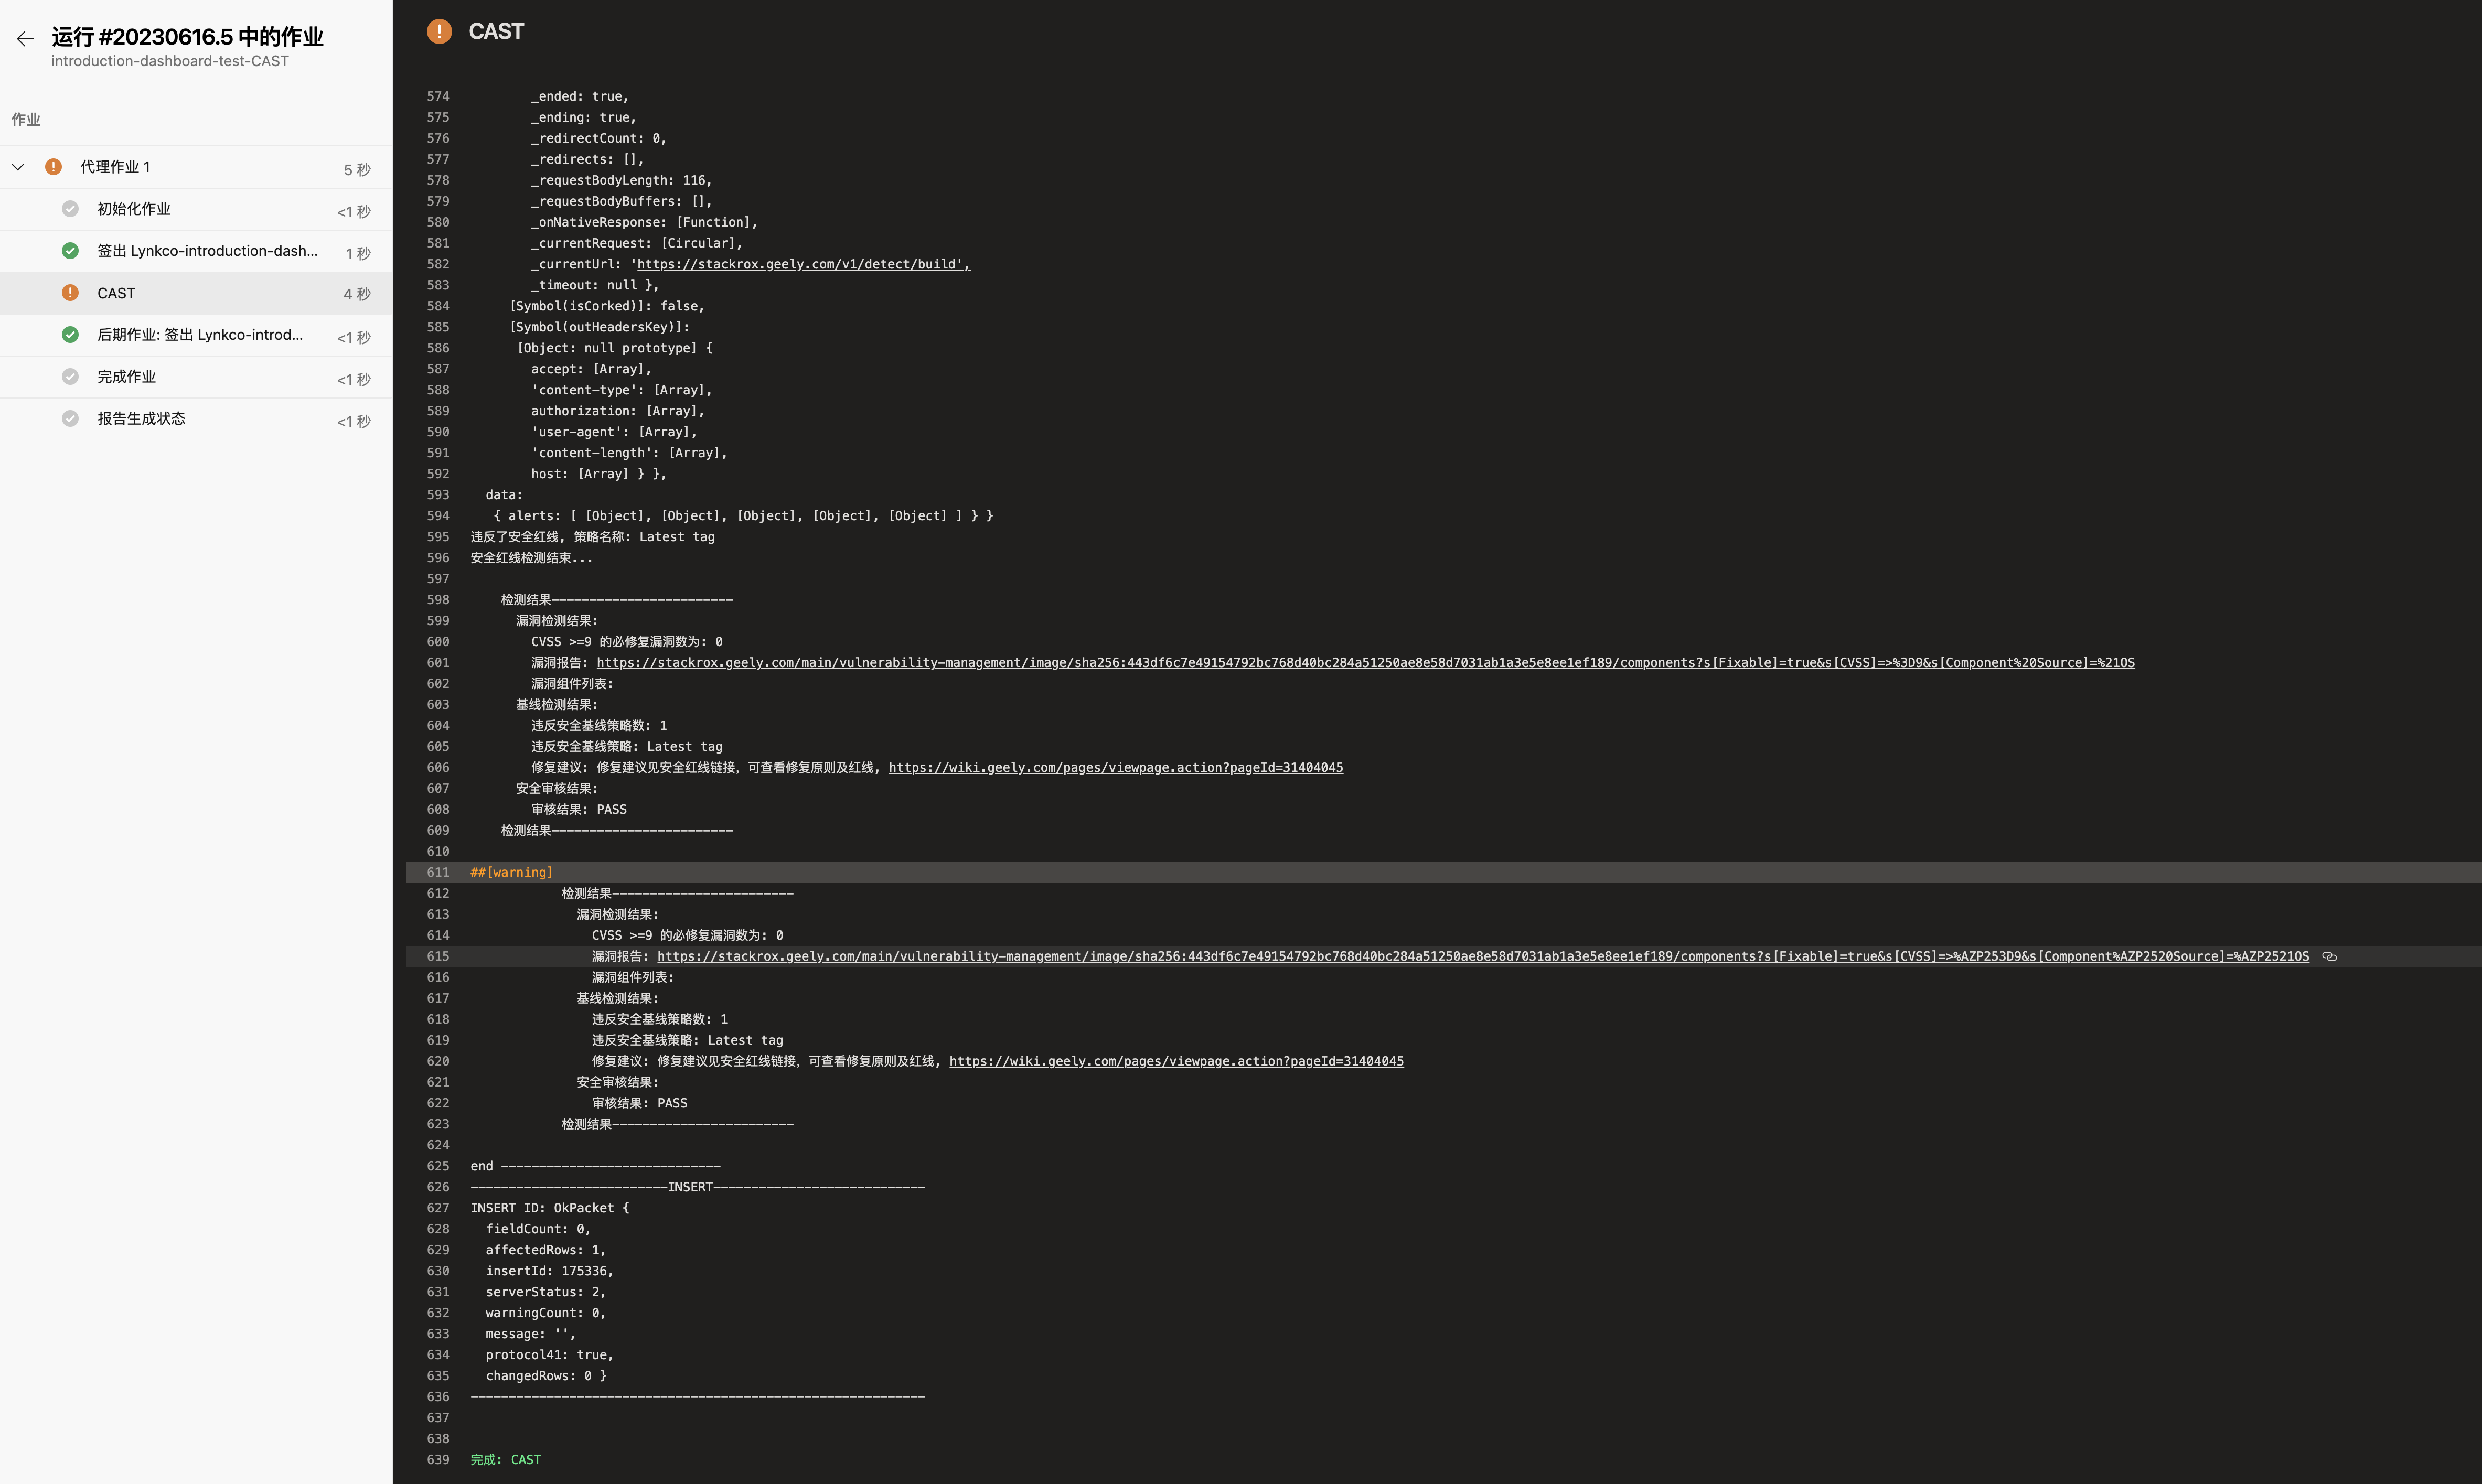 运行 #20230616.5 中的作业
introduction-dashboard-test-CAST
作业
代理作业 1
5 秒
初始化作业
<1 秒
签出 Lynkco-introduction-dash...
1 秒
CAST
4 秒
后期作业: 签出 Lynkco-introd...
<1 秒
完成作业
<1 秒
报告生成状态
<1 秒
CAST
574 _ended: true,
575 _ending: true,
576 _redirectCount: 0,
577 _redirects: [],
578 _requestBodyLength: 116,
579 _requestBodyBuffers: [],
580 _onNativeResponse: [Function],
581 _currentRequest: [Circular],
582 _currentUrl: 'https://stackrox.geely.com/v1/detect/build',
583 _timeout: null },
584 [Symbol(isCorked)]: false,
585 [Symbol(outHeadersKey)]:
586 [Object: null prototype] {
587 accept: [Array],
588 'content-type': [Array],
589 authorization: [Array],
590 'user-agent': [Array],
591 'content-length': [Array],
592 host: [Array] } },
593 data:
594 { alerts: [ [Object], [Object], [Object], [Object], [Object] ] } }
595 违反了安全红线, 策略名称: Latest tag
596 安全红线检测结束...
597
598 检测结果------------------------
599 漏洞检测结果:
600 CVSS >=9 的必修复漏洞数为: 0
601 漏洞报告: https://stackrox.geely.com/main/vulnerability-management/image/sha256:443df6c7e49154792bc768d40bc284a51250ae8e58d7031ab1a3e5e8ee1ef189/components?s[Fixable]=true&s[CVSS]=>%3D9&s[Component%20Source]=%21OS
602 漏洞组件列表:
603 基线检测结果:
604 违反安全基线策略数: 1
605 违反安全基线策略: Latest tag
606 修复建议: 修复建议见安全红线链接，可查看修复原则及红线, https://wiki.geely.com/pages/viewpage.action?pageId=31404045
607 安全审核结果:
608 审核结果: PASS
609 检测结果------------------------
610
611 ##[warning]
612 检测结果------------------------
613 漏洞检测结果:
614 CVSS >=9 的必修复漏洞数为: 0
615 漏洞报告: https://stackrox.geely.com/main/vulnerability-management/image/sha256:443df6c7e49154792bc768d40bc284a51250ae8e58d7031ab1a3e5e8ee1ef189/components?s[Fixable]=true&s[CVSS]=>%AZP253D9&s[Component%AZP2520Source]=%AZP2521OS
616 漏洞组件列表:
617 基线检测结果:
618 违反安全基线策略数: 1
619 违反安全基线策略: Latest tag
620 修复建议: 修复建议见安全红线链接，可查看修复原则及红线, https://wiki.geely.com/pages/viewpage.action?pageId=31404045
621 安全审核结果:
622 审核结果: PASS
623 检测结果------------------------
624
625 end -----------------------------
626 --------------------------INSERT----------------------------
627 INSERT ID: OkPacket {
628 fieldCount: 0,
629 affectedRows: 1,
630 insertId: 175336,
631 serverStatus: 2,
632 warningCount: 0,
633 message: '',
634 protocol41: true,
635 changedRows: 0 }
636 ------------------------------------------------------------
637
638
639 完成: CAST